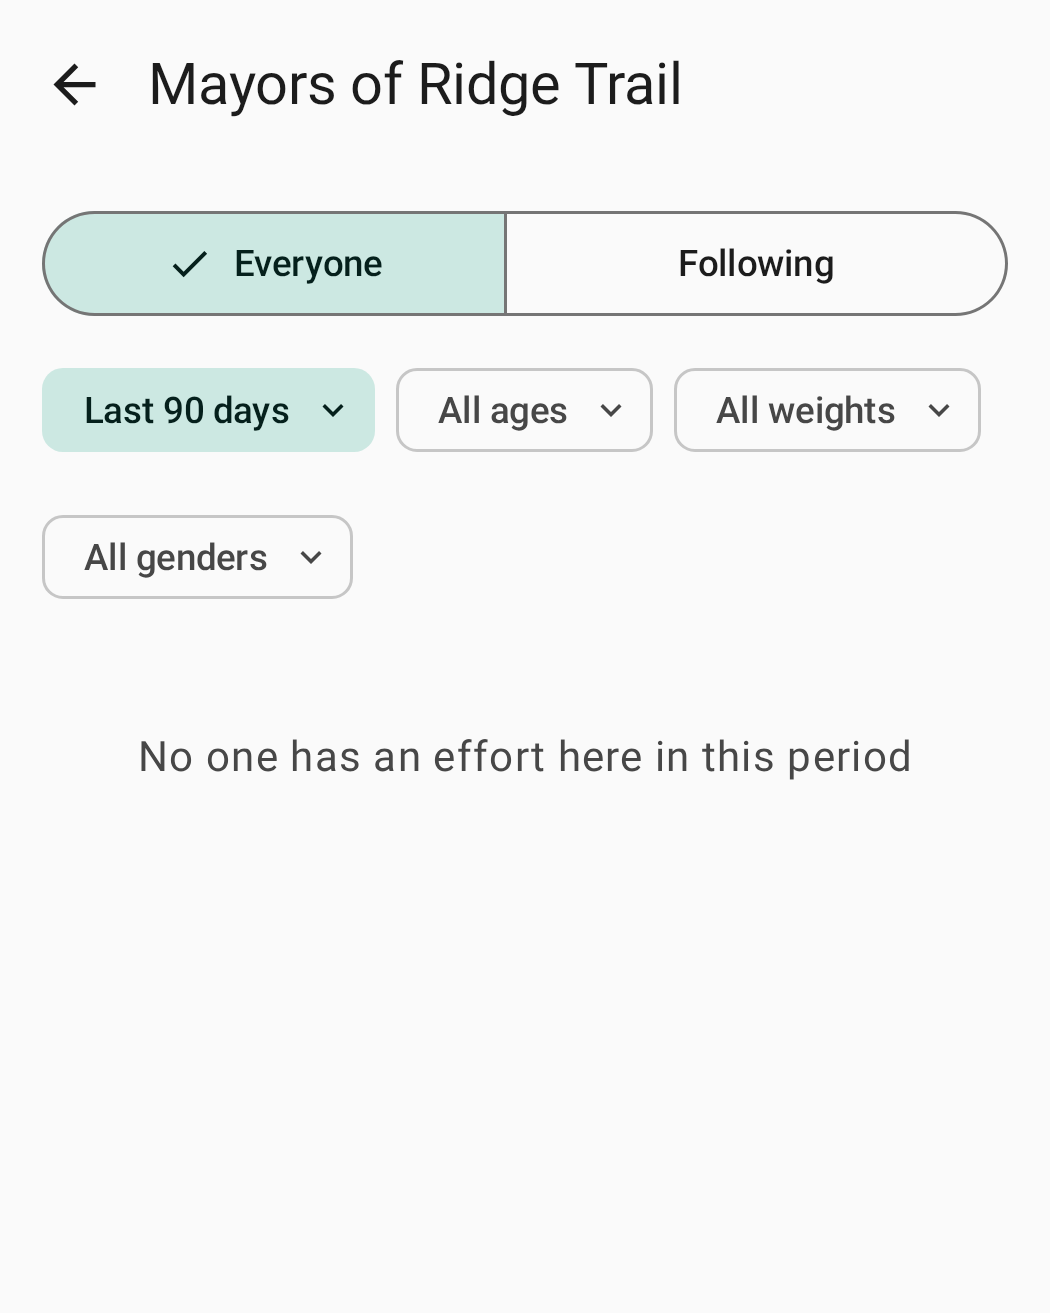 Mayors of Ridge Trail
Everyone Following
Last 90 days All ages All weights
All genders
No one has an effort here in this period